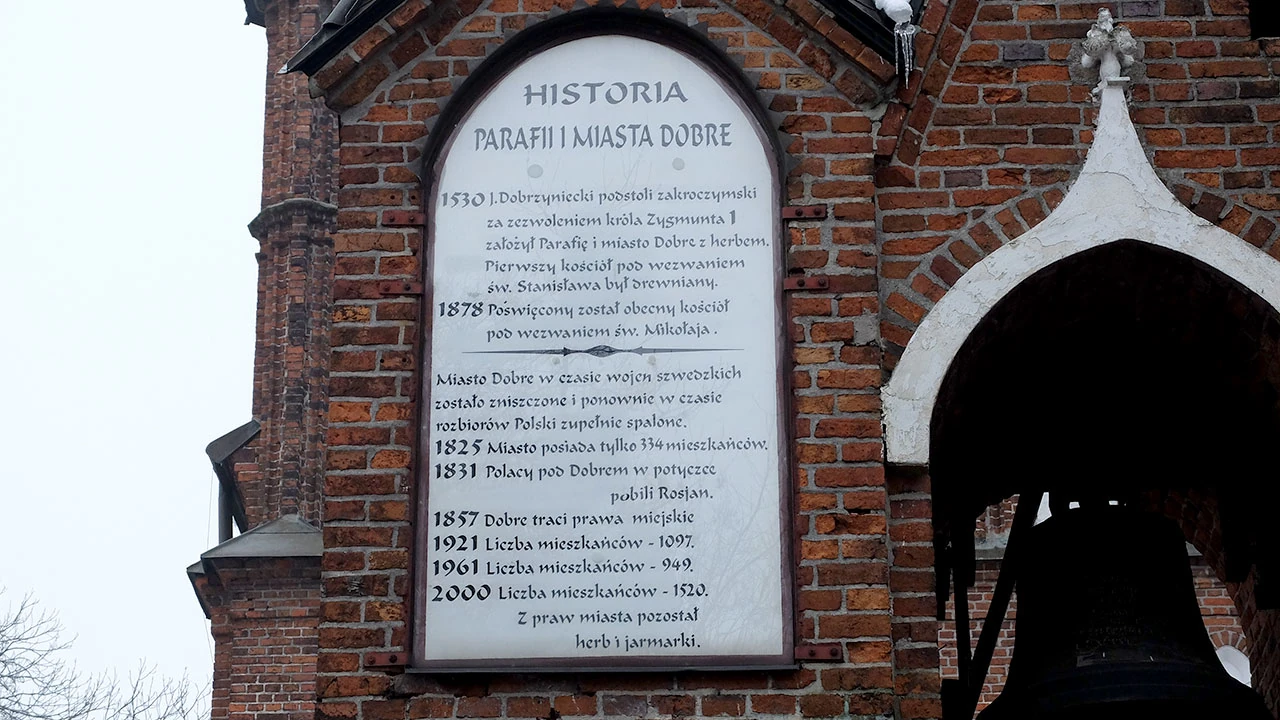 HISTORIA
PARAFII I MIASTA DOBRE
1530 J. Dobrzyniecki podstoli zakroczymski
za zezwoleniem króla Zygmunta I
założył Parafię i miasto Dobre z herbem.
Pierwszy kościół pod wezwaniem
św. Stanisława był drewniany.
1878 Poświęcony został obecny kościół
pod wezwaniem św. Mikołaja.
Miasto Dobre w czasie wojen szwedzkich
zostało zniszczone i ponownie w czasie
rozbiorów Polski zupełnie spalone.
1825 Miasto posiada tylko 334 mieszkańców.
1831 Polacy pod Dobrem w potyczce
pobili Rosjan.
1857 Dobre traci prawa miejskie
1921 Liczba mieszkańców - 1097.
1961 Liczba mieszkańców - 949.
2000 Liczba mieszkańców - 1520.
Z praw miasta pozostał
herb i jarmarki.